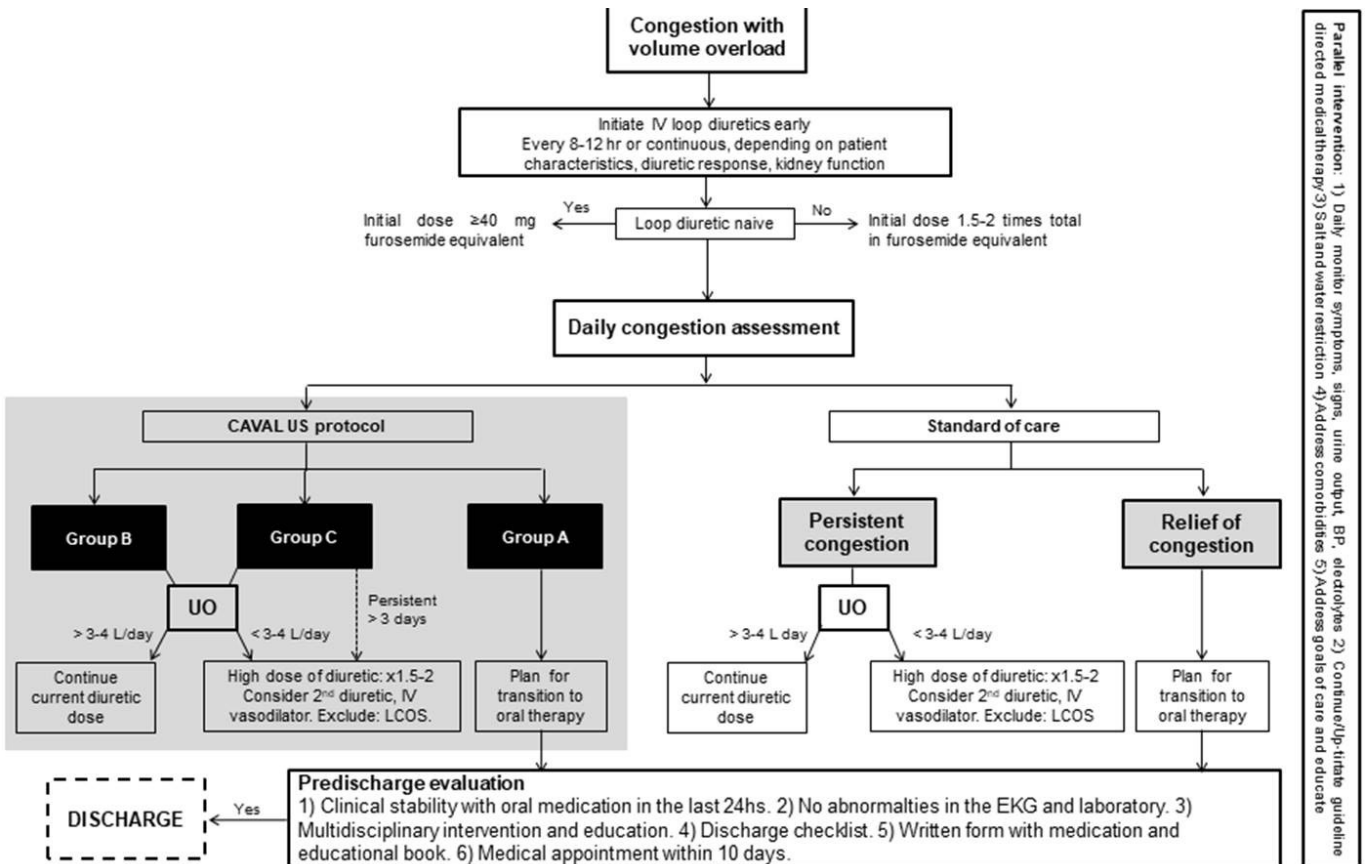 Congestion with
volume overload
Initiate IV loop diuretics early
Every 8-12 hr or continuous, depending on patient
characteristics, diuretic response, kidney function
Yes
No
Initial dose ≥40 mg
furosemide equivalent
Loop diuretic naive
Initial dose 1.5-2 times total
in furosemide equivalent
Daily congestion assessment
CAVAL US protocol
Standard of care
Group B
Group C
Group A
Persistent
congestion
Relief of
congestion
UO
Persistent
> 3 days
UO
> 3-4 L/day
< 3-4 L/day
> 3-4 L day
< 3-4 L/day
Continue
current diuretic
dose
High dose of diuretic: x1.5-2
Consider 2nd diuretic, IV
vasodilator. Exclude: LCOS.
Plan for
transition to
oral therapy
Continue
current diuretic
dose
High dose of diuretic: x1.5-2
Consider 2nd diuretic, IV
vasodilator. Exclude: LCOS
Plan for
transition to
oral therapy
DISCHARGE
Yes
Predischarge evaluation
1) Clinical stability with oral medication in the last 24hs. 2) No abnormalties in the EKG and laboratory. 3)
Multidisciplinary intervention and education. 4) Discharge checklist. 5) Written form with medication and
educational book. 6) Medical appointment within 10 days.
Parallel intervention: 1) Daily monitor symptoms, signs, urine output, BP, electrolytes 2) Continue/Up-tirtate guideline
directed medical therapy 3) Salt and water restriction 4) Address comorbidities 5) Address goals of care and educate